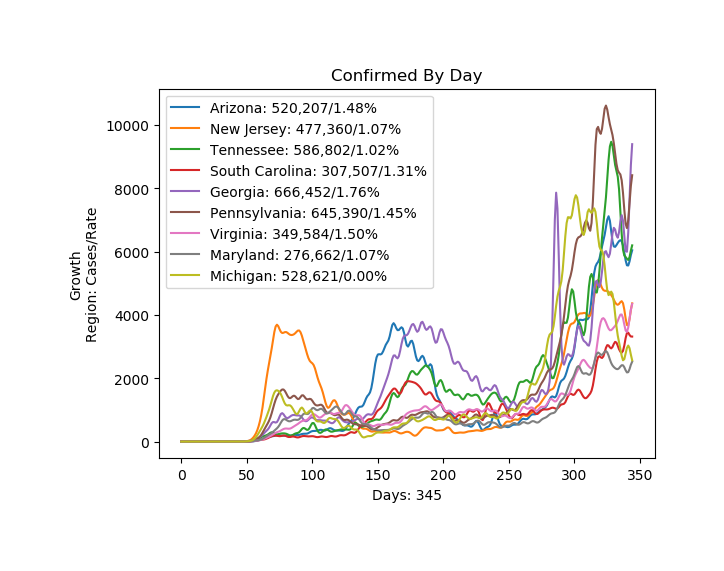 Confirmed By Day
Arizona: 520,207/1.48%
New Jersey: 477,360/1.07%
Tennessee: 586,802/1.02%
South Carolina: 307,507/1.31%
Georgia: 666,452/1.76%
Pennsylvania: 645,390/1.45%
Virginia: 349,584/1.50%
Maryland: 276,662/1.07%
Michigan: 528,621/0.00%
Growth
Region: Cases/Rate
10000
8000
6000
4000
2000
0
0 50 100 150 200 250 300 350
Days: 345